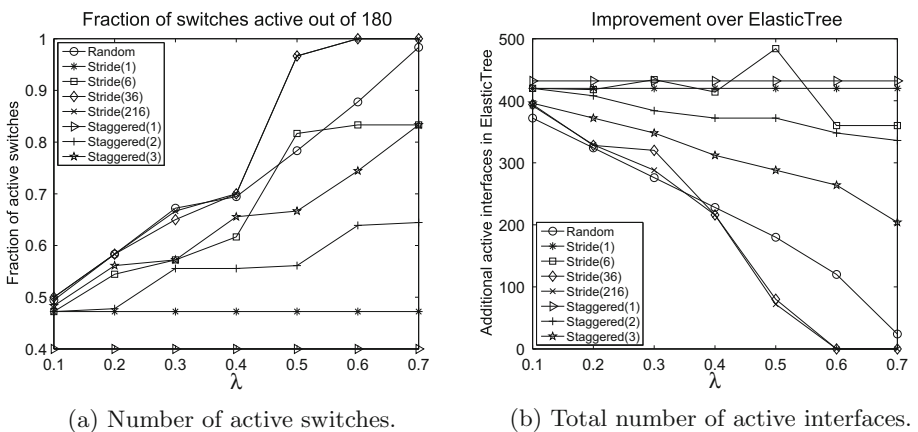 Fraction of switches active out of 180
Fraction of active switches
1
0.9
0.8
0.7
0.6
0.5
0.4
Random
Stride(1)
Stride(6)
Stride(36)
Stride(216)
Staggered(1)
Staggered(2)
Staggered(3)
0.1 0.2 0.3 0.4 0.5 0.6 0.7
λ
(a) Number of active switches.
Improvement over ElasticTree
Additional active interfaces in ElasticTree
500
400
300
200
100
0
Random
Stride(1)
Stride(6)
Stride(36)
Stride(216)
Staggered(1)
Staggered(2)
Staggered(3)
0.1 0.2 0.3 0.4 0.5 0.6 0.7
λ
(b) Total number of active interfaces.